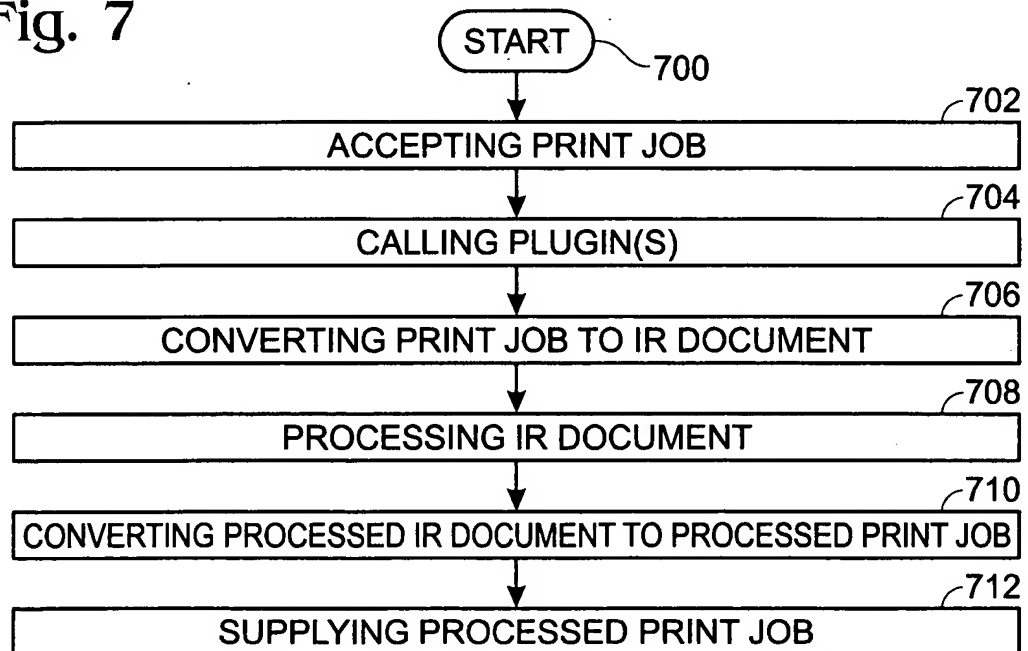 Fig. 7
START
700
702
ACCEPTING PRINT JOB
704
CALLING PLUGIN(S)
706
CONVERTING PRINT JOB TO IR DOCUMENT
708
PROCESSING IR DOCUMENT
710
CONVERTING PROCESSED IR DOCUMENT TO PROCESSED PRINT JOB
712
SUPPLYING PROCESSED PRINT JOB